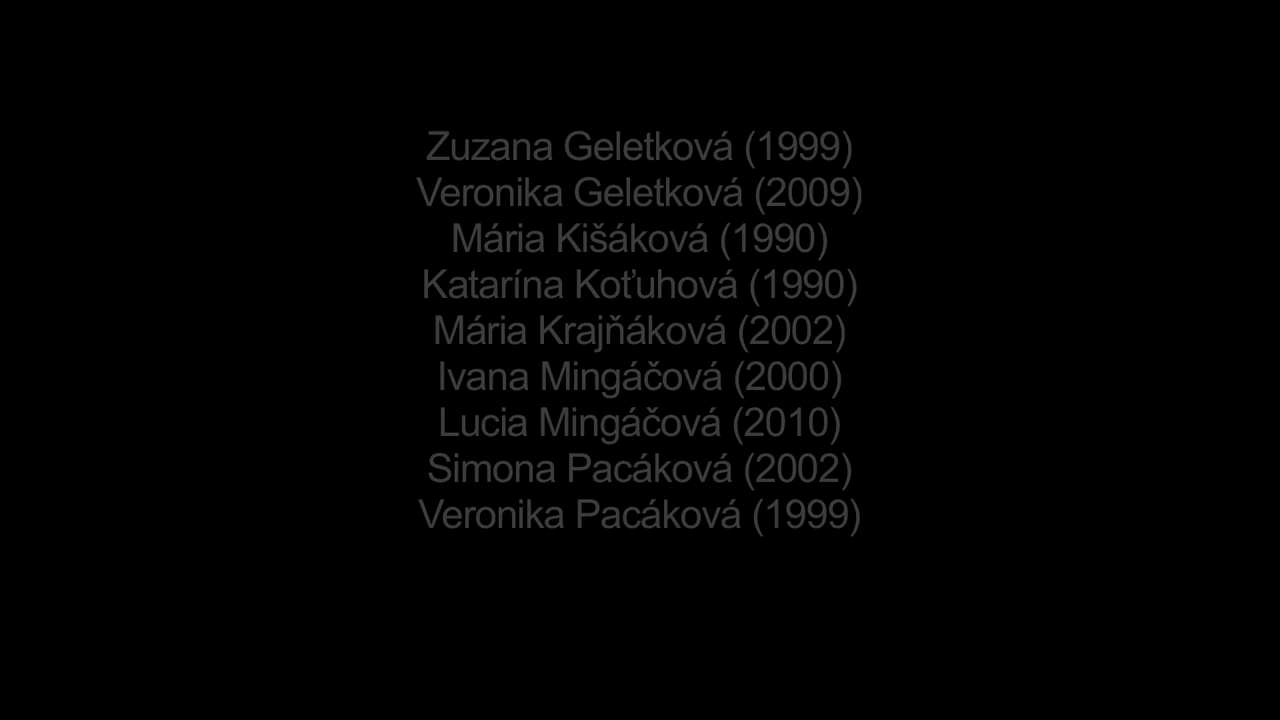 Zuzana Geletková (1999)
Veronika Geletková (2009)
Mária Kišáková (1990)
Katarína Koťuhová (1990)
Mária Krajňáková (2002)
Ivana Mingáčová (2000)
Lucia Mingáčová (2010)
Simona Pacáková (2002)
Veronika Pacáková (1999)